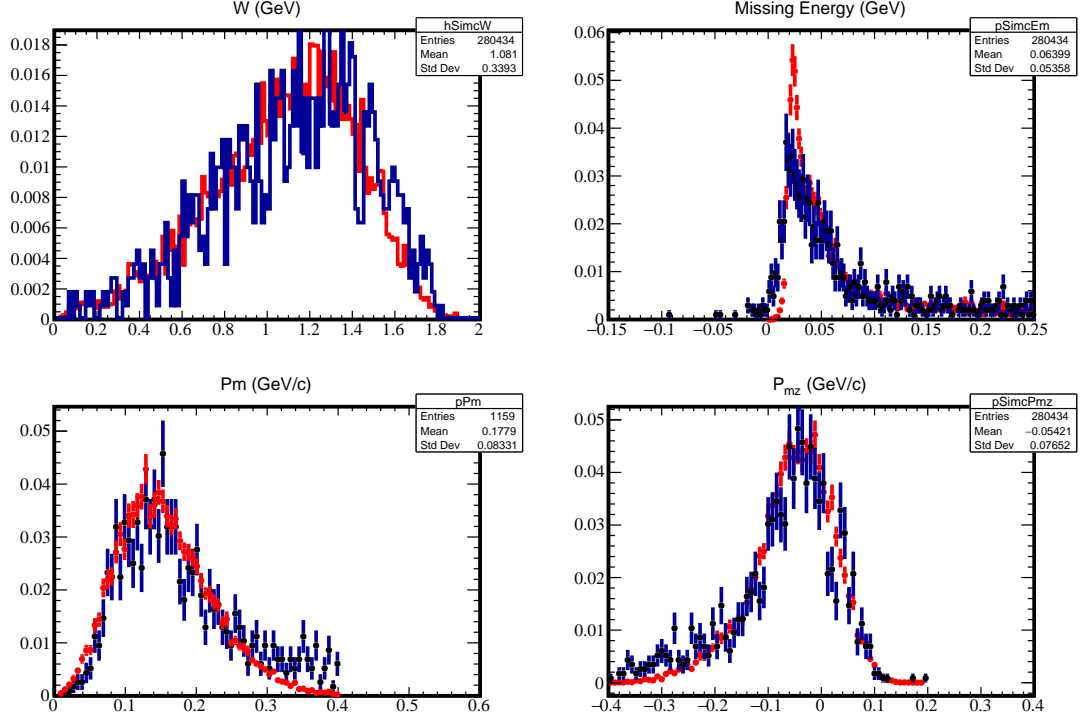 W (GeV)
hSimcW
Entries 280434
Mean 1.081
Std Dev 0.3393
0.018
0.016
0.014
0.012
0.01
0.008
0.006
0.004
0.002
0
0 0.2 0.4 0.6 0.8 1 1.2 1.4 1.6 1.8 2
Missing Energy (GeV)
pSimcEm
Entries 280434
Mean 0.06399
Std Dev 0.05358
0.06
0.05
0.04
0.03
0.02
0.01
0
−0.15 −0.1 −0.05 0 0.05 0.1 0.15 0.2 0.25
Pm (GeV/c)
pPm
Entries 1159
Mean 0.1779
Std Dev 0.08331
0.05
0.04
0.03
0.02
0.01
0
0 0.1 0.2 0.3 0.4 0.5 0.6
Pmz (GeV/c)
pSimcPmz
Entries 280434
Mean −0.05421
Std Dev 0.07652
0.05
0.04
0.03
0.02
0.01
0
−0.4 −0.3 −0.2 −0.1 0 0.1 0.2 0.3 0.4